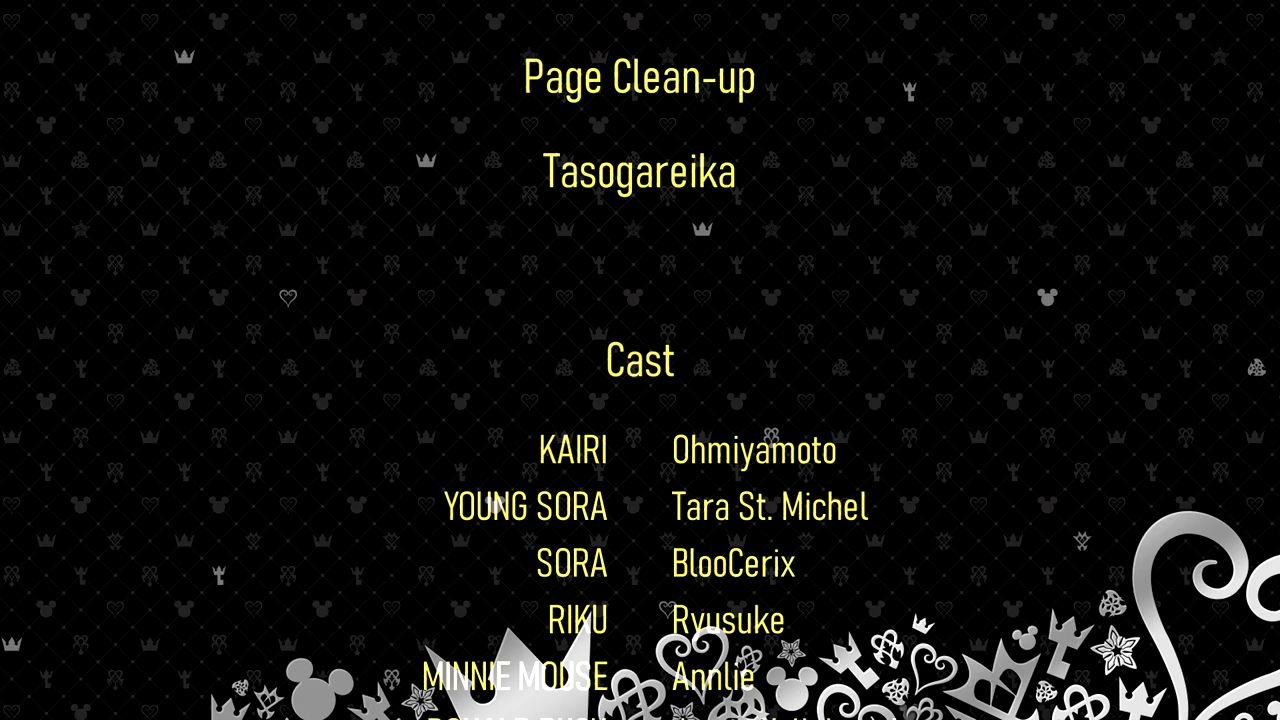 Page Clean-up
Tasogareika
Cast
KAIRI Ohmiyamoto
YOUNG SORA Tara St. Michel
SORA BlooCerix
RIKU Ryusuke
MINNIE MOUSE Annlie